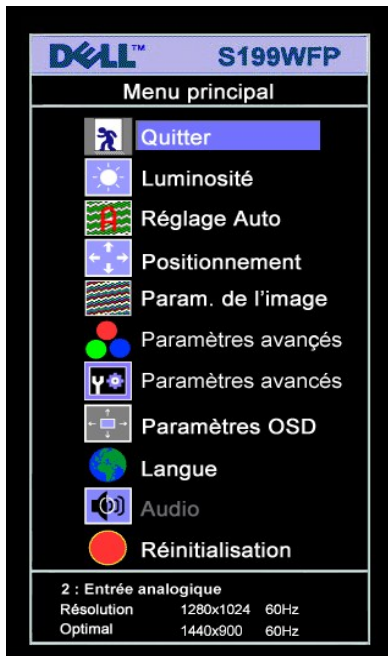 DELL™ S199WFP
Menu principal
Quitter
Luminosité
Réglage Auto
Positionnement
Param. de l'image
Paramètres avançés
Paramètres avancés
Paramètres OSD
Langue
Audio
Réinitialisation
2 : Entrée analogique
Résolution 1280x1024 60Hz
Optimal 1440x900 60Hz